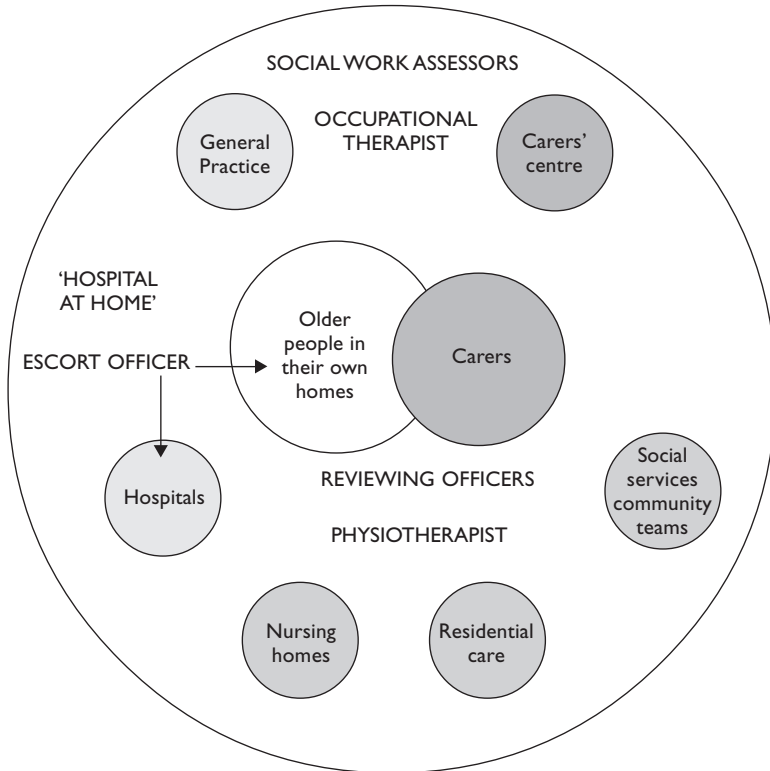 SOCIAL WORK ASSESSORS
OCCUPATIONAL
THERAPIST
General
Practice
Carers’
centre
‘HOSPITAL
AT HOME’
ESCORT OFFICER
Older
people in
their own
homes
Carers
Hospitals
REVIEWING OFFICERS
PHYSIOTHERAPIST
Social
services
community
teams
Nursing
homes
Residential
care